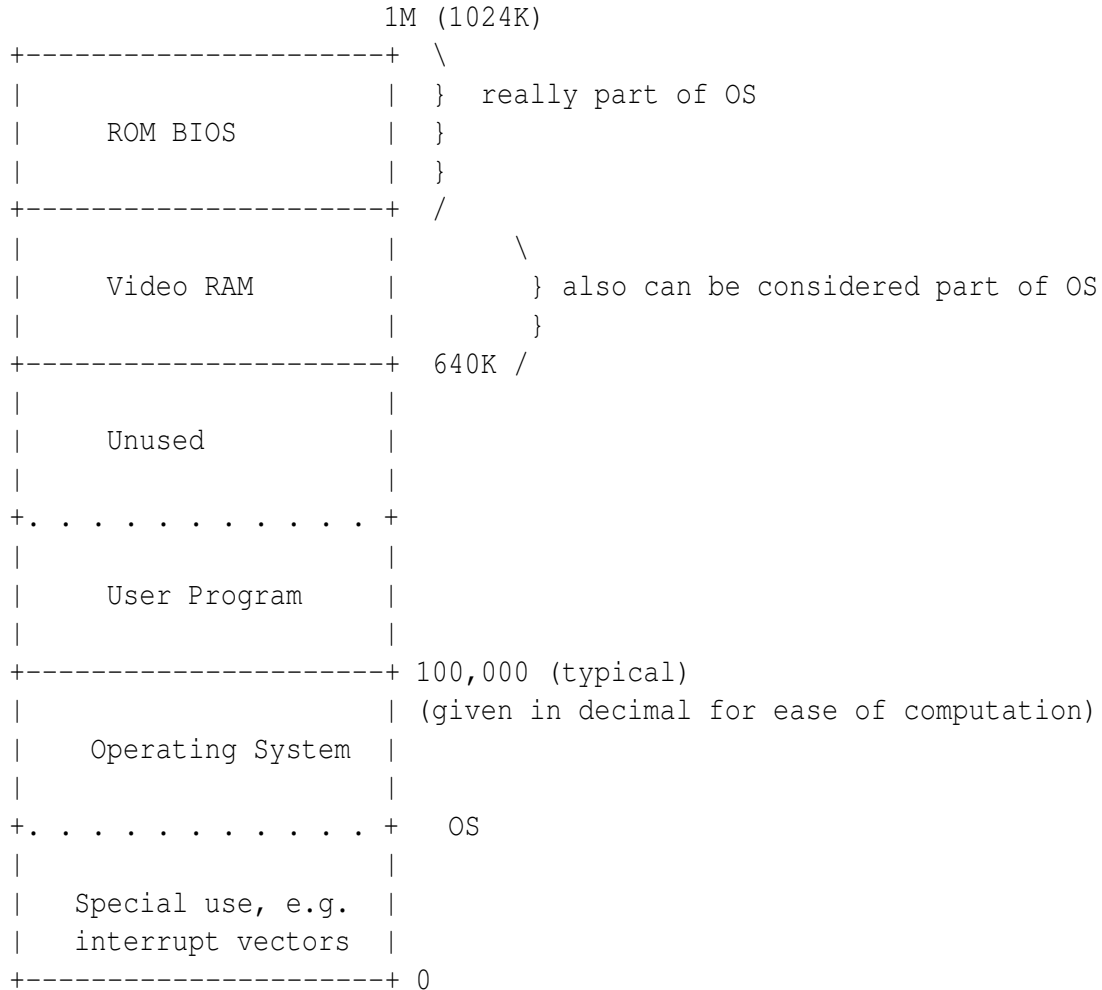 1M (1024K)
+----------------------+  \
|                      |  }  really part of OS
|     ROM BIOS         |  }
|                      |  }
+----------------------+  /
|                      |       \
|     Video RAM        |        } also can be considered part of OS
|                      |        }
+----------------------+  640K /
|                      |
|     Unused           |
|                      |
+. . . . . . . . . . . +
|                      |
|     User Program     |
|                      |
+----------------------+ 100,000 (typical)
|                      | (given in decimal for ease of computation)
|    Operating System  |
|                      |
+. . . . . . . . . . . +   OS
|                      |
|   Special use, e.g.  |
|   interrupt vectors  |
+----------------------+ 0